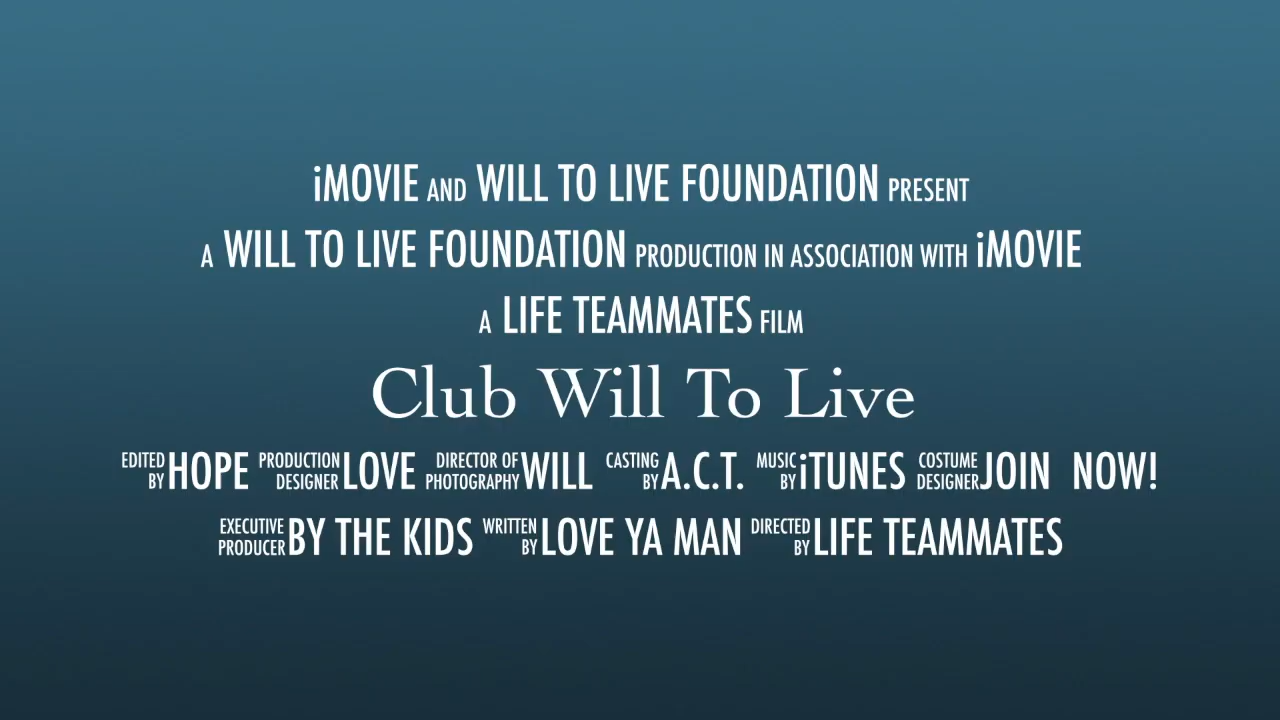 iMOVIE AND WILL TO LIVE FOUNDATION PRESENT
A WILL TO LIVE FOUNDATION PRODUCTION IN ASSOCIATION WITH iMOVIE
A LIFE TEAMMATES FILM
Club Will To Live
EDITED BY HOPE PRODUCTION DESIGNER LOVE DIRECTOR OF PHOTOGRAPHY WILL CASTING BY A.C.T. MUSIC BY iTUNES COSTUME DESIGNER JOIN NOW!
EXECUTIVE PRODUCER BY THE KIDS WRITTEN BY LOVE YA MAN DIRECTED BY LIFE TEAMMATES